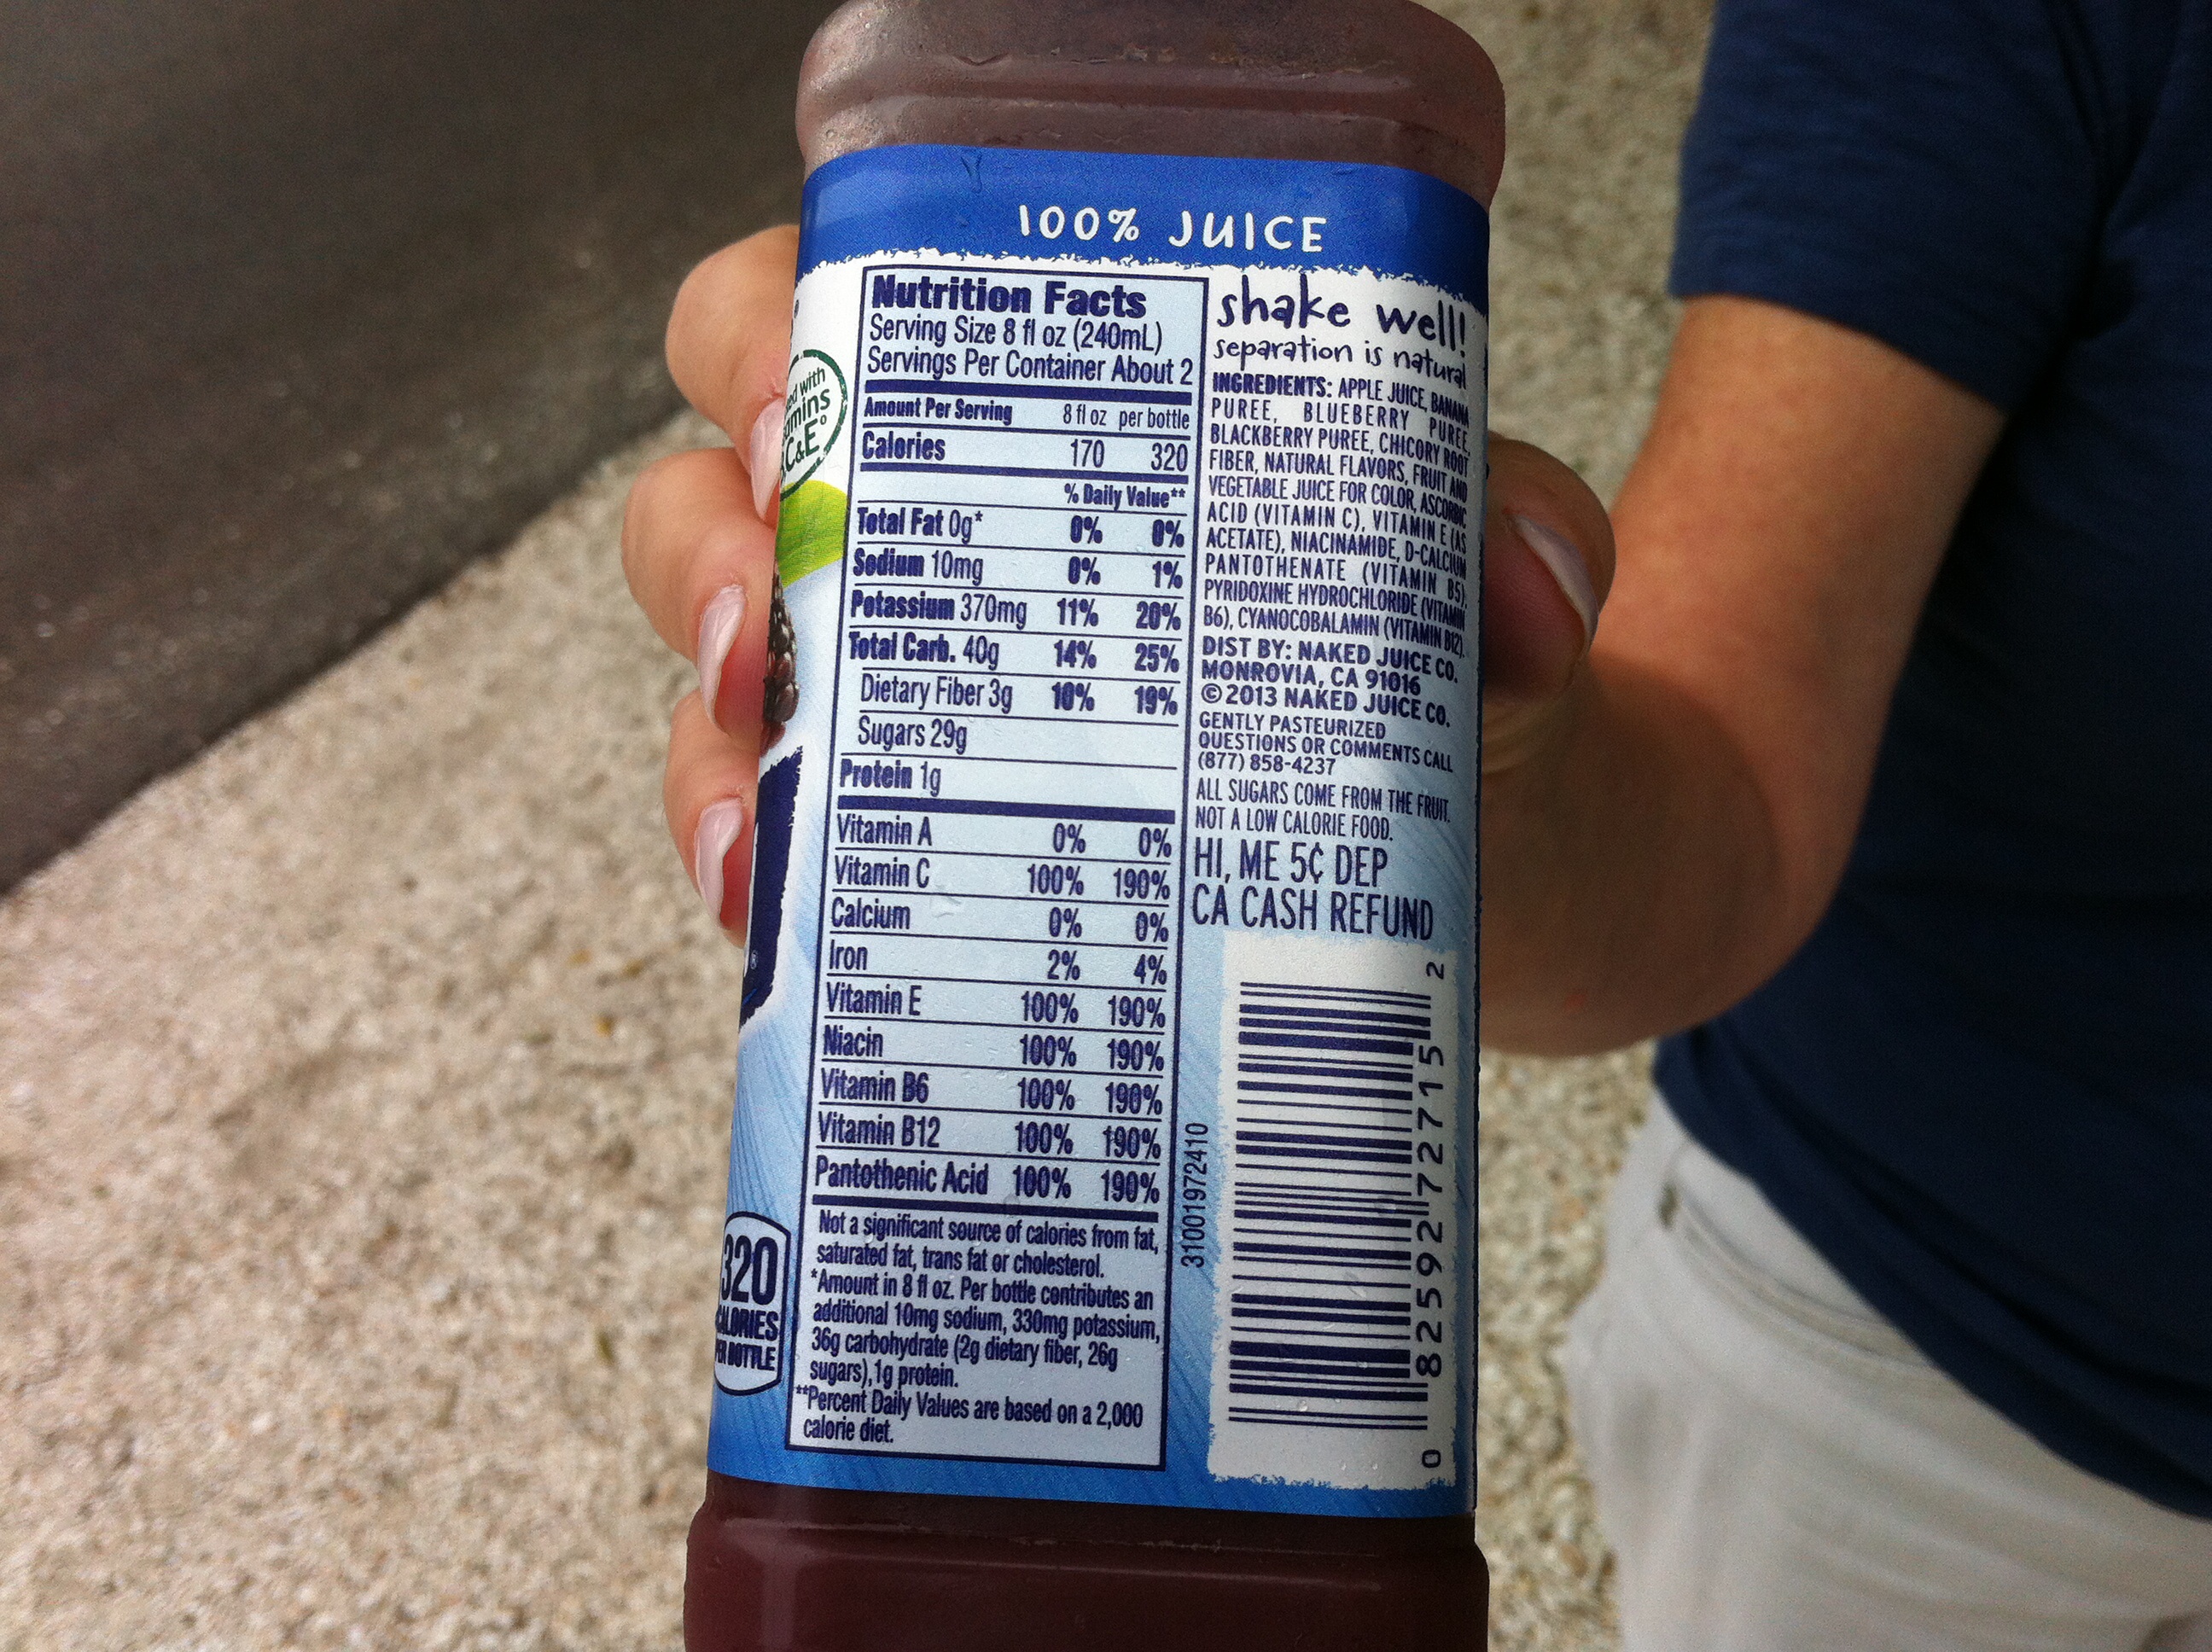 100% JUICE
Nutrition Facts
Serving Size 8 fl oz (240mL)
Servings Per Container About 2
Amount Per Serving 8 fl oz per bottle
Calories 170 320
% Daily Value**
Total Fat 0g* 0% 0%
Sodium 10mg 0% 1%
Potassium 370mg 11% 20%
Total Carb. 40g 14% 25%
Dietary Fiber 3g 10% 19%
Sugars 29g
Protein 1g
Vitamin A 0% 0%
Vitamin C 100% 190%
Calcium 0% 0%
Iron 2% 4%
Vitamin E 100% 190%
Niacin 100% 190%
Vitamin B6 100% 190%
Vitamin B12 100% 190%
Pantothenic Acid 100% 190%
Not a significant source of calories from fat,
saturated fat, trans fat or cholesterol.
*Amount in 8 fl oz. Per bottle contributes an
additional 10mg sodium, 330mg potassium,
36g carbohydrate (2g dietary fiber, 26g
sugars), 1g protein.
**Percent Daily Values are based on a 2,000
calorie diet.
shake well!
separation is natural
INGREDIENTS: APPLE JUICE, BANANA
PUREE, BLUEBERRY PUREE,
BLACKBERRY PUREE, CHICORY ROOT
FIBER, NATURAL FLAVORS, FRUIT AND
VEGETABLE JUICE FOR COLOR, ASCORBIC
ACID (VITAMIN C), VITAMIN E (AS
ACETATE), NIACINAMIDE, D-CALCIUM
PANTOTHENATE (VITAMIN B5),
PYRIDOXINE HYDROCHLORIDE (VITAMIN
B6), CYANOCOBALAMIN (VITAMIN B12).
DIST BY: NAKED JUICE CO.
MONROVIA, CA 91016
©2013 NAKED JUICE CO.
GENTLY PASTEURIZED
QUESTIONS OR COMMENTS CALL
(877) 858-4237
ALL SUGARS COME FROM THE FRUIT.
NOT A LOW CALORIE FOOD.
HI, ME 5¢ DEP
CA CASH REFUND
31001972410
0 82592 72715 2
with
C&E°
320
CALORIES
PER BOTTLE